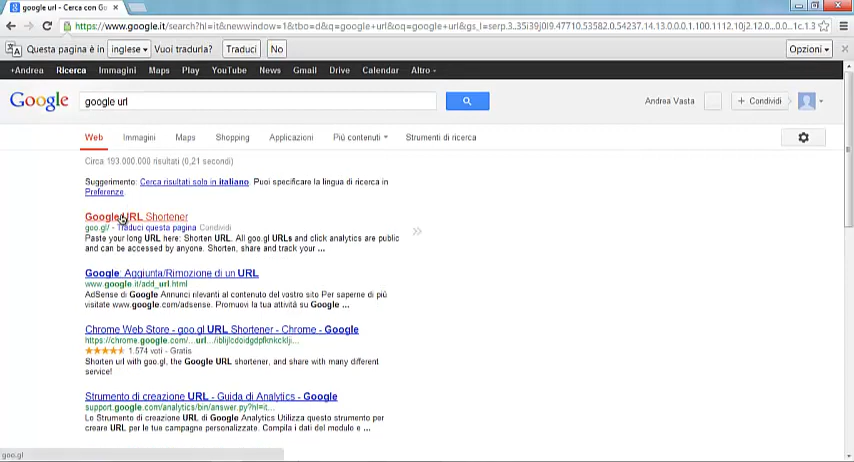 google url - Cerca con Go
https://www.google.it/search?hl=it&newwindow=1&tbo=d&q=google+url&oq=google+url&gs_l=serp.3..35i39j0l9.47710.53582.0.54237.14.13.0.0.0.1.100.1112.10j2.12.0...0.0...1c.1.3
Questa pagina è in inglese Vuoi tradurla? Traduci No Opzioni
+Andrea Ricerca Immagini Maps Play YouTube News Gmail Drive Calendar Altro
Google google url Andrea Vasta + Condividi
Web Immagini Maps Shopping Applicazioni Più contenuti Strumenti di ricerca
Circa 193.000.000 risultati (0,21 secondi)
Suggerimento: Cerca risultati solo in italiano. Puoi specificare la lingua di ricerca in
Preferenze.
Google URL Shortener
goo.gl/ - Traduci questa pagina Condividi
Paste your long URL here: Shorten URL. All goo.gl URLs and click analytics are public
and can be accessed by anyone. Shorten, share and track your ...
Google: Aggiunta/Rimozione di un URL
www.google.it/add_url.html
AdSense di Google Annunci rilevanti al contenuto del vostro sito Per saperne di più
visitate www.google.com/adsense. Promuovi la tua attività su Google ...
Chrome Web Store - goo.gl URL Shortener - Chrome - Google
https://chrome.google.com/...url.../
1.574 voti - Gratis
Shorten url with goo.gl, the Google URL shortener, and share with many different
service!
Strumento di creazione URL - Guida di Analytics - Google
support.google.com/analytics/bin/answer.py?hl=it...
Lo Strumento di creazione URL di Google Analytics Utilizza questo strumento per
creare URL per le tue campagne personalizzate. Compila i dati del modulo e ...
goo.gl